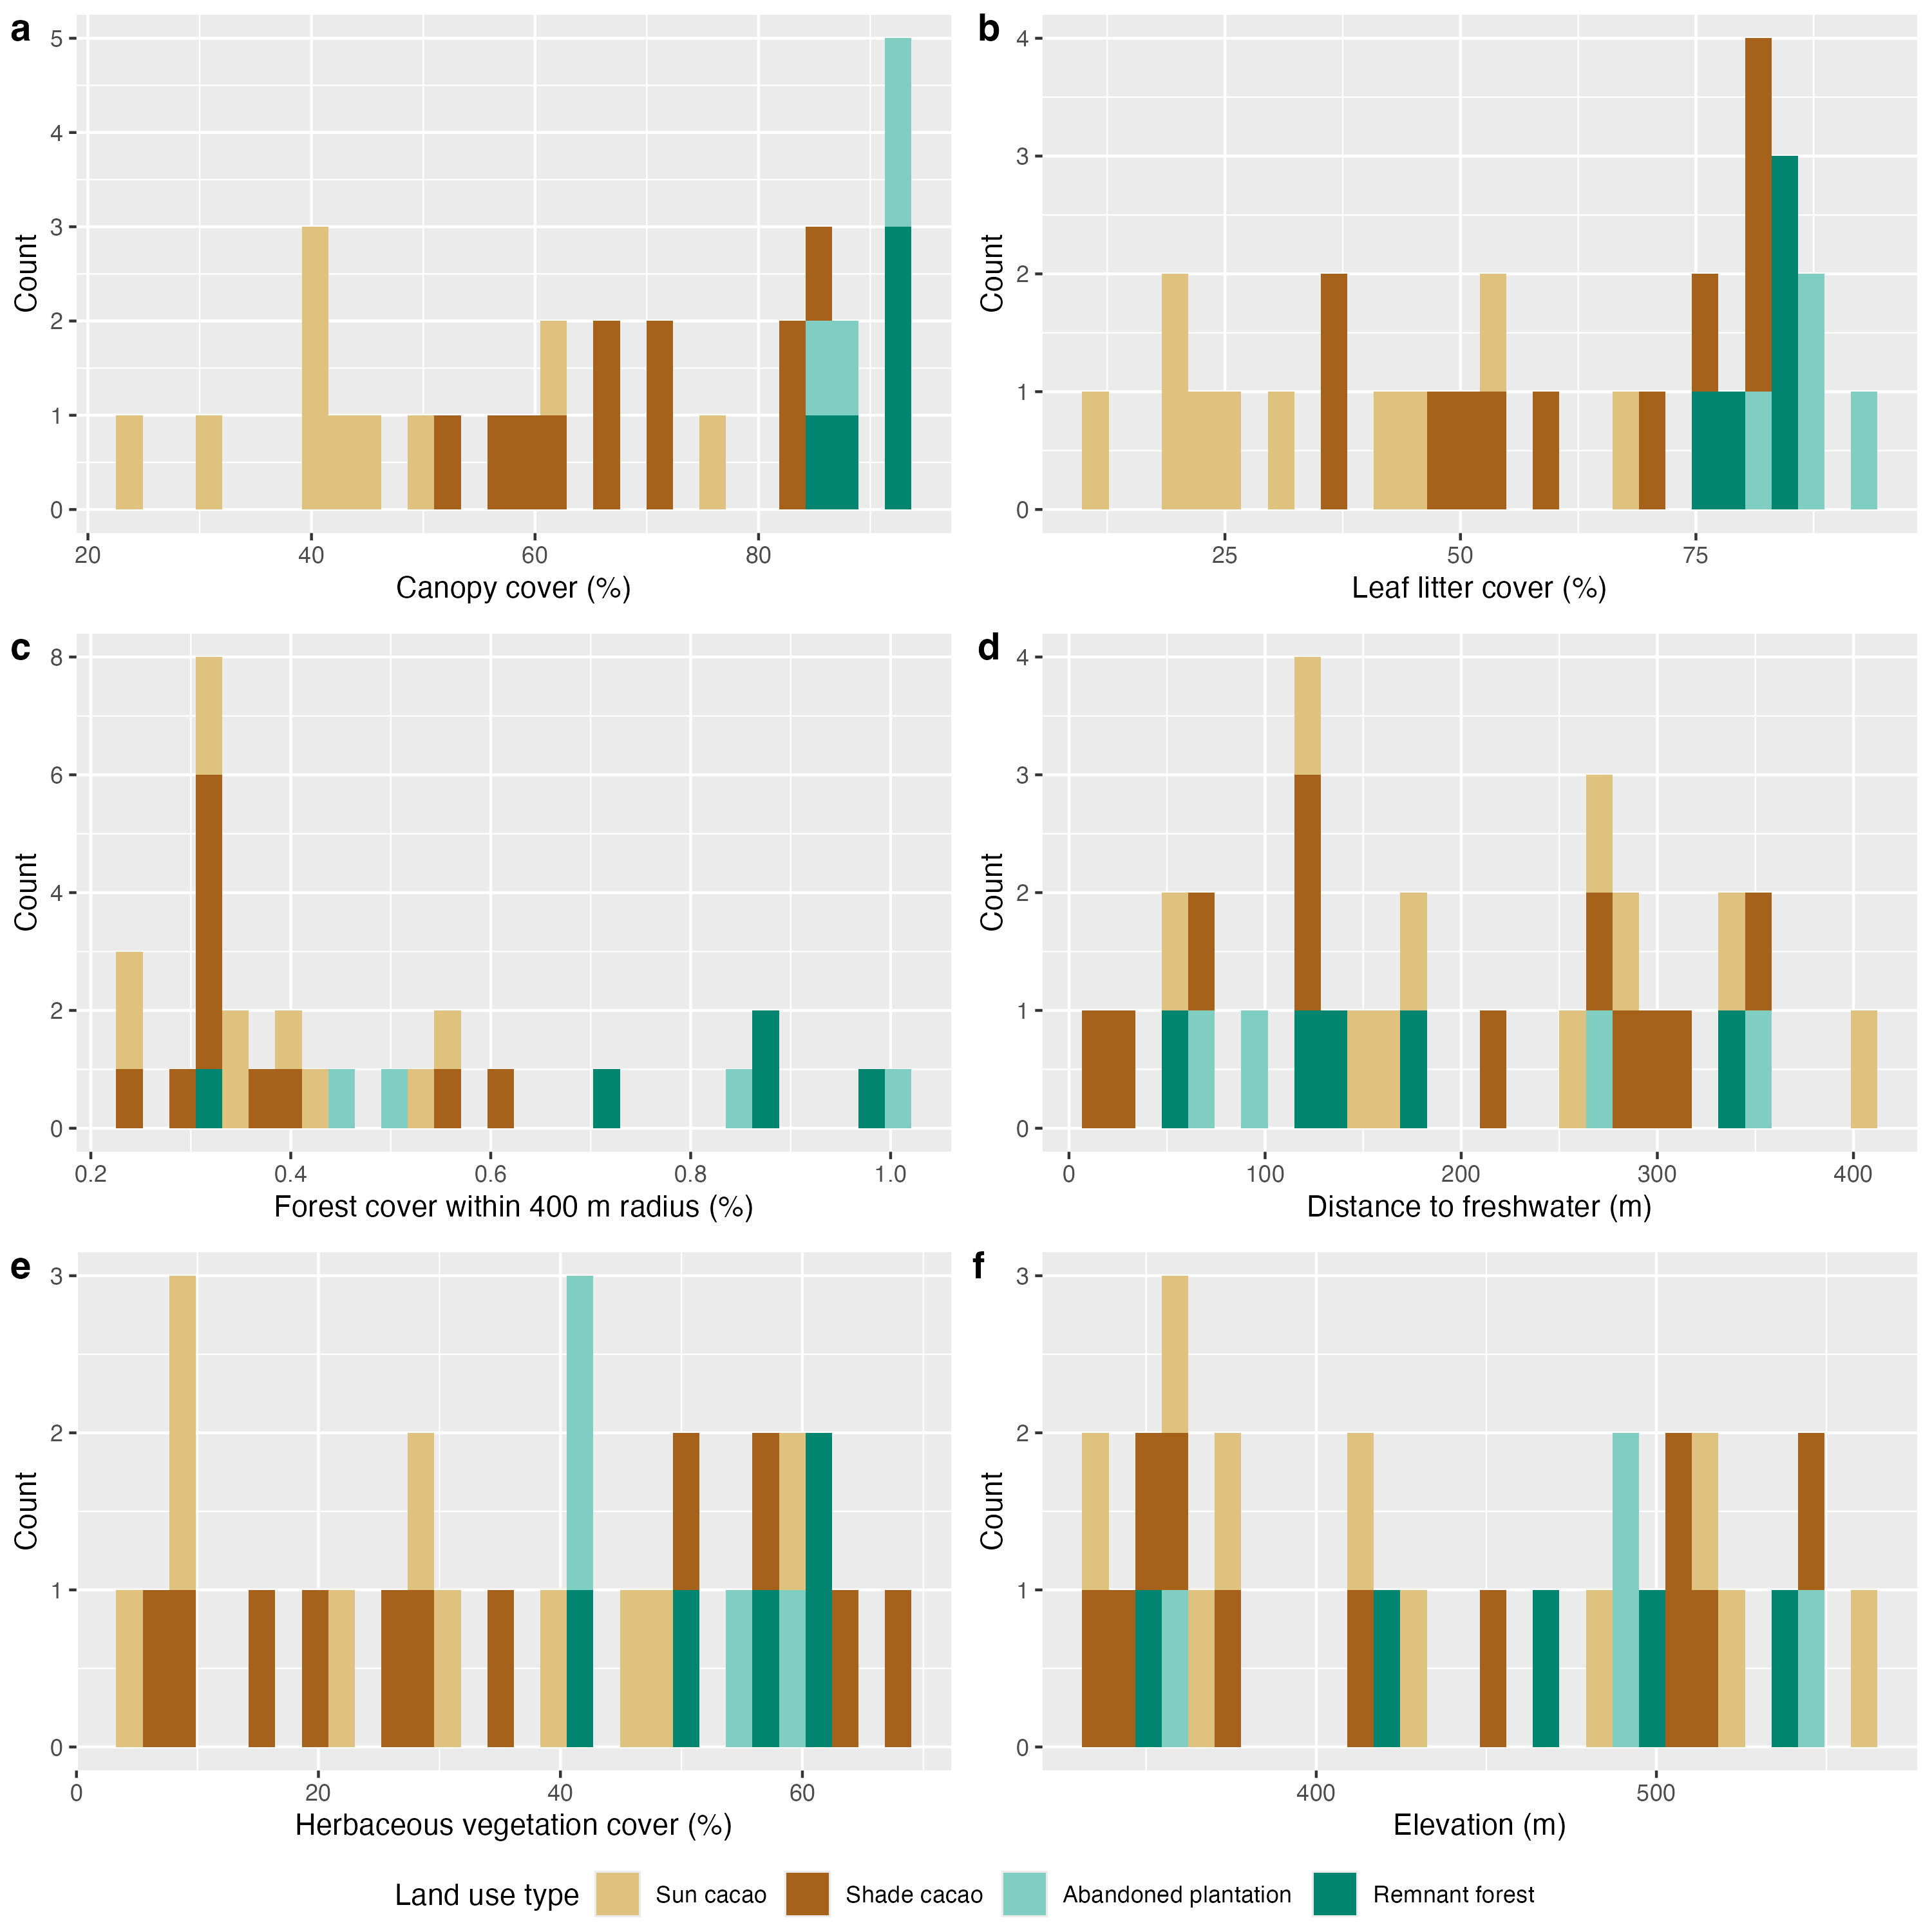 a
5
4
3
2
1
0
Count
20 40 60 80
Canopy cover (%)
b
4
3
2
1
0
Count
25 50 75
Leaf litter cover (%)
c
8
6
4
2
0
Count
0.2 0.4 0.6 0.8 1.0
Forest cover within 400 m radius (%)
d
4
3
2
1
0
Count
0 100 200 300 400
Distance to freshwater (m)
e
3
2
1
0
Count
0 20 40 60
Herbaceous vegetation cover (%)
f
3
2
1
0
Count
400 500
Elevation (m)
Land use type Sun cacao Shade cacao Abandoned plantation Remnant forest